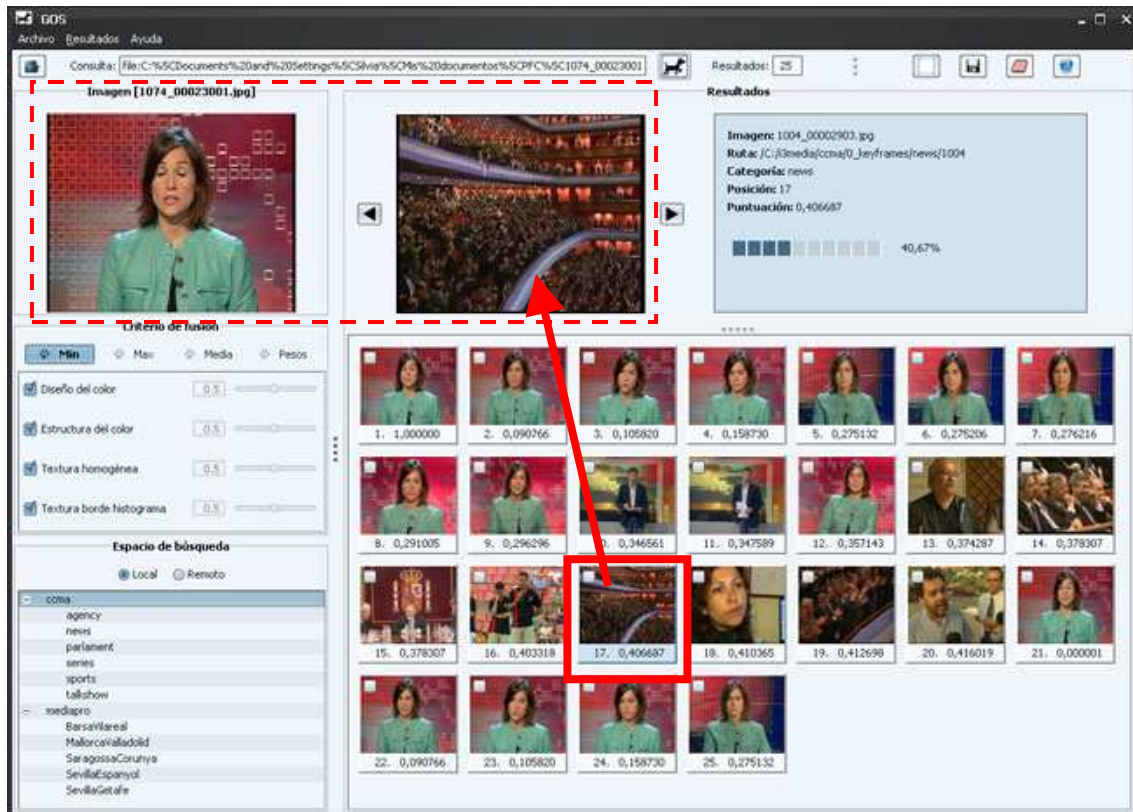 GOS
Archivo Resultados Ayuda
Consulta: file:C:%5CDocuments%20and%20Settings%5CSilvia%5CMis%20documentos%5CPFC%5C1074_00023001
Resultados: 25
Imagen [1074_00023001.jpg]
Resultados
Imagen: 1004_00002903.jpg
Ruta: /C:/i3media/ccma/0_keyframes/news/1004
Categoría: news
Posición: 17
Puntuación: 0,406687
40,67%
Criterio de fusión
Min Max Media Pesos
Diseño del color 0.5
Estructura del color 0.5
Textura homogénea 0.5
Textura borde histograma 0.5
Espacio de búsqueda
Local Remoto
ccma
agency
news
parlament
series
sports
talkshow
mediapro
BarsaVilareal
MallorcaValladolid
SaragossaCorunya
SevillaEspanyol
SevillaGetafe
1. 1,000000 2. 0,090766 3. 0,105820 4. 0,158730 5. 0,275132 6. 0,275206 7. 0,276216
8. 0,291005 9. 0,296296 0. 0,346561 11. 0,347589 12. 0,357143 13. 0,374287 14. 0,378307
15. 0,378307 16. 0,403318 17. 0,406687 18. 0,410365 19. 0,412698 20. 0,416019 21. 0,000001
22. 0,090766 23. 0,105820 24. 0,158730 25. 0,275132